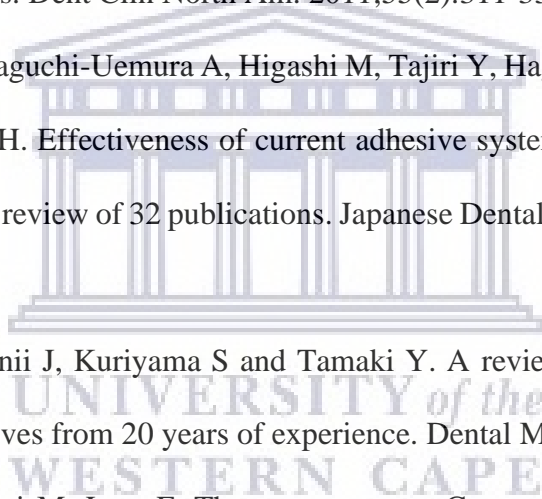 Dent Clin North Am. 2011;55(2):
aguchi-Uemura A, Higashi M, Tajiri Y, Ha
H. Effectiveness of current adhesive syste
review of 32 publications. Japanese Dental
nii J, Kuriyama S and Tamaki Y. A revie
UNIVERSITY of the
ves from 20 years of experience. Dental M
WESTERN CAPE